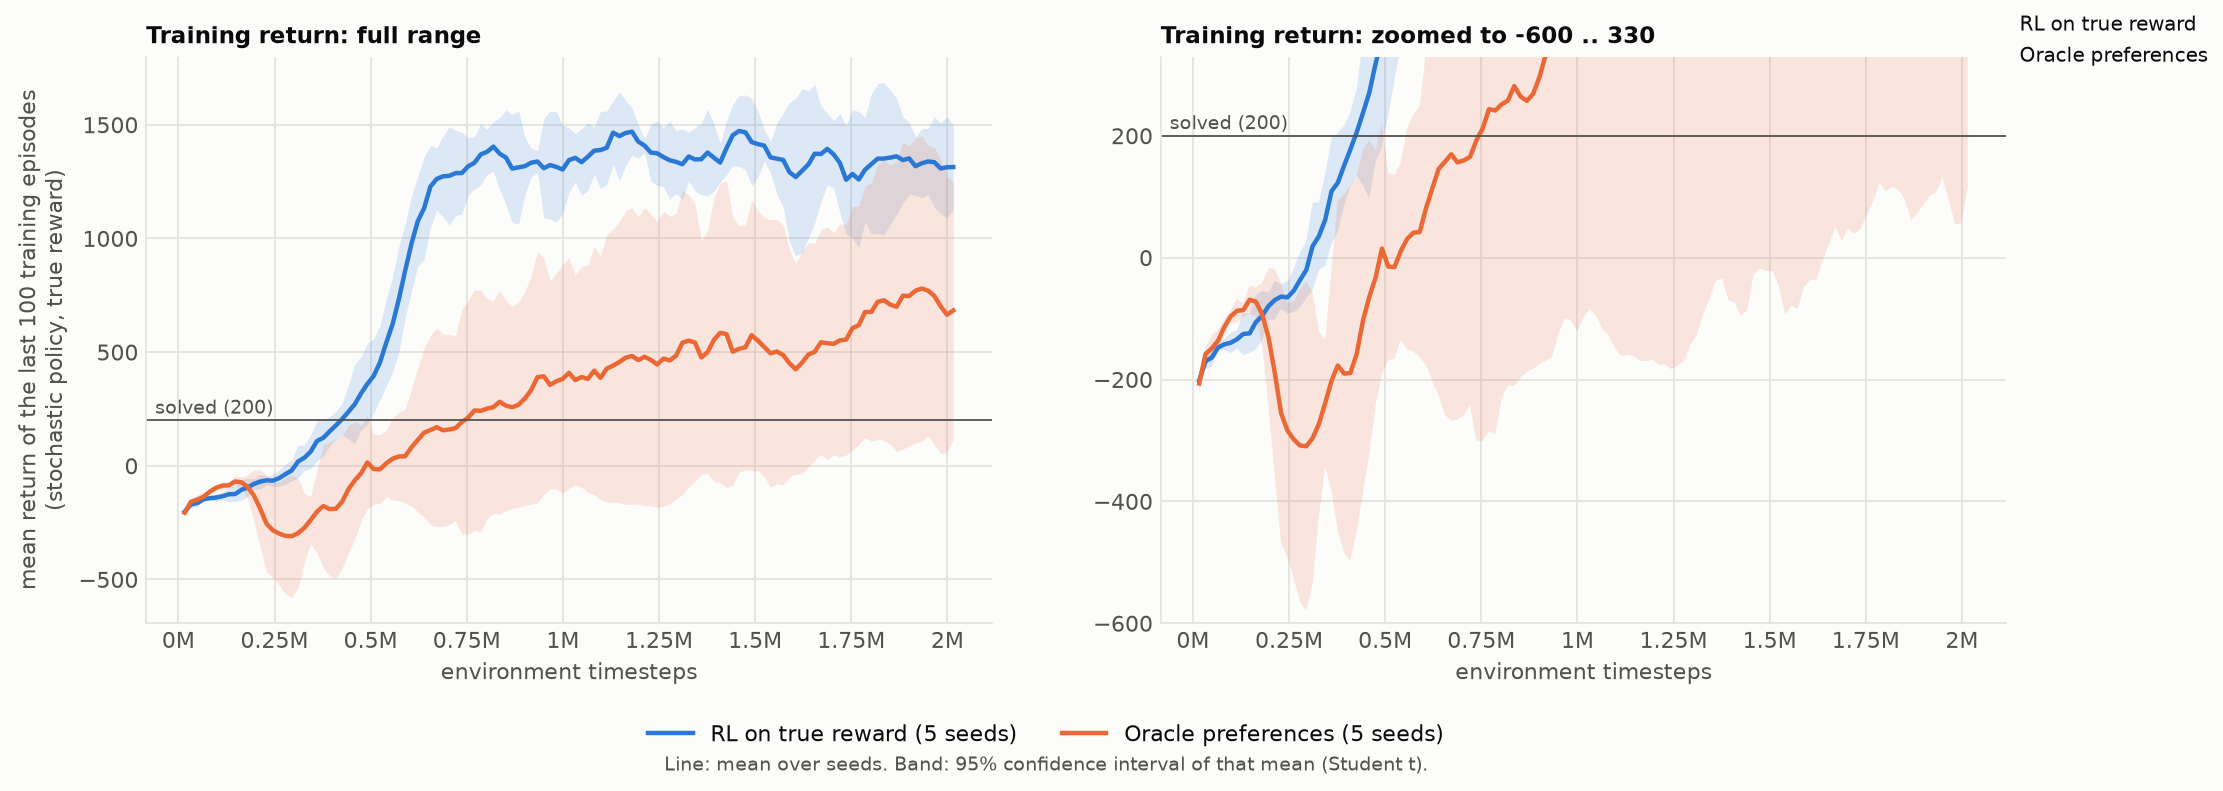 Training return: full range
mean return of the last 100 training episodes
(stochastic policy, true reward)
1500
1000
500
0
−500
solved (200)
0M
0.25M
0.5M
0.75M
1M
1.25M
1.5M
1.75M
2M
environment timesteps
Training return: zoomed to -600 .. 330
200
0
−200
−400
−600
solved (200)
0M
0.25M
0.5M
0.75M
1M
1.25M
1.5M
1.75M
2M
environment timesteps
RL on true reward
Oracle preferences
RL on true reward (5 seeds)
Oracle preferences (5 seeds)
Line: mean over seeds. Band: 95% confidence interval of that mean (Student t).